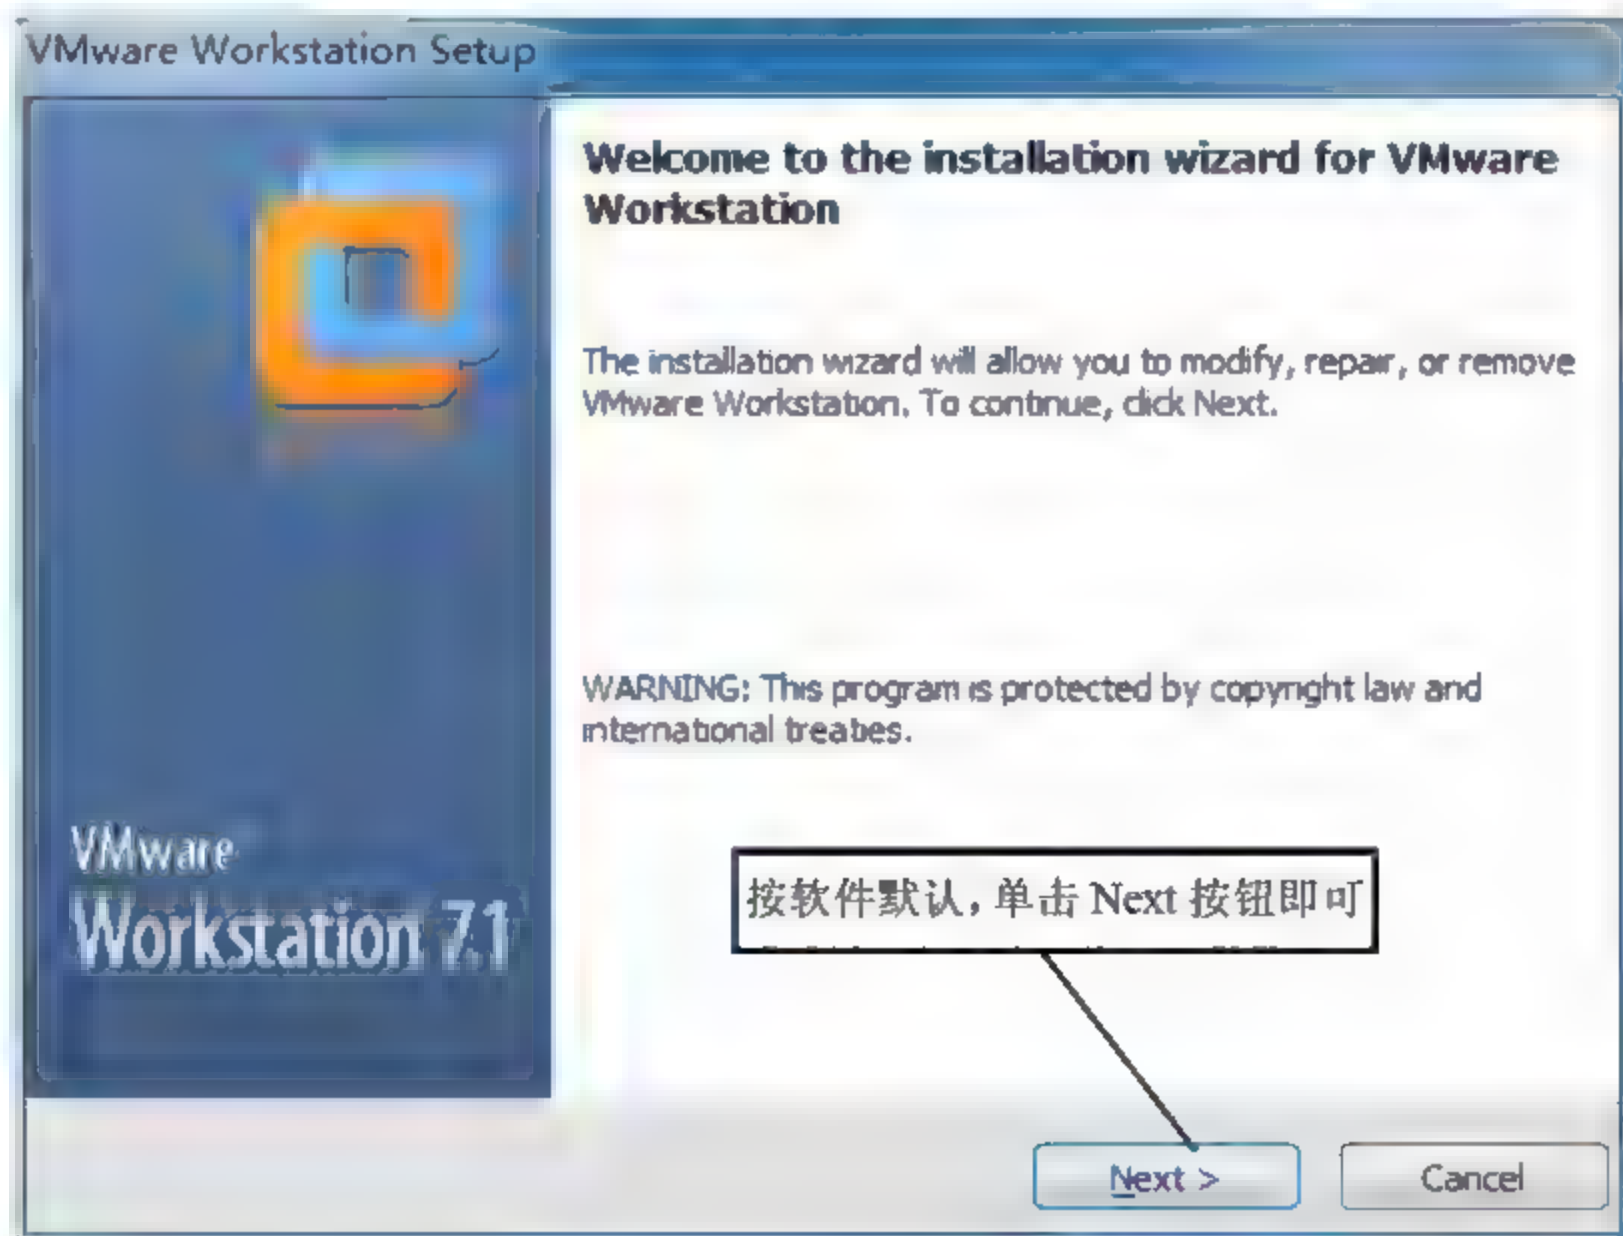 VMware Workstation Setup
Welcome to the installation wizard for VMware
Workstation
The installation wizard will allow you to modify, repair, or remove
VMware Workstation. To continue, click Next.
WARNING: This program is protected by copyright law and
international treaties.
VMware
Workstation 7.1
按软件默认，单击 Next 按钮即可
Next >
Cancel